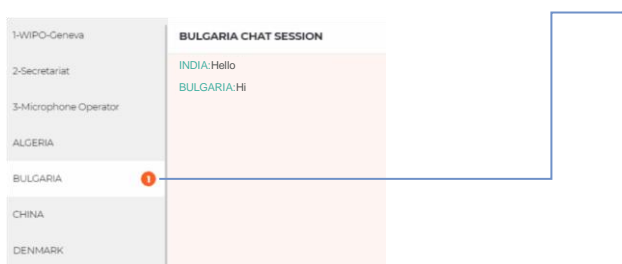 1-WIPO-Geneva
2-Secretariat
3-Microphone Operator
ALGERIA
BULGARIA 1
CHINA
DENMARK
BULGARIA CHAT SESSION
INDIA:Hello
BULGARIA:Hi